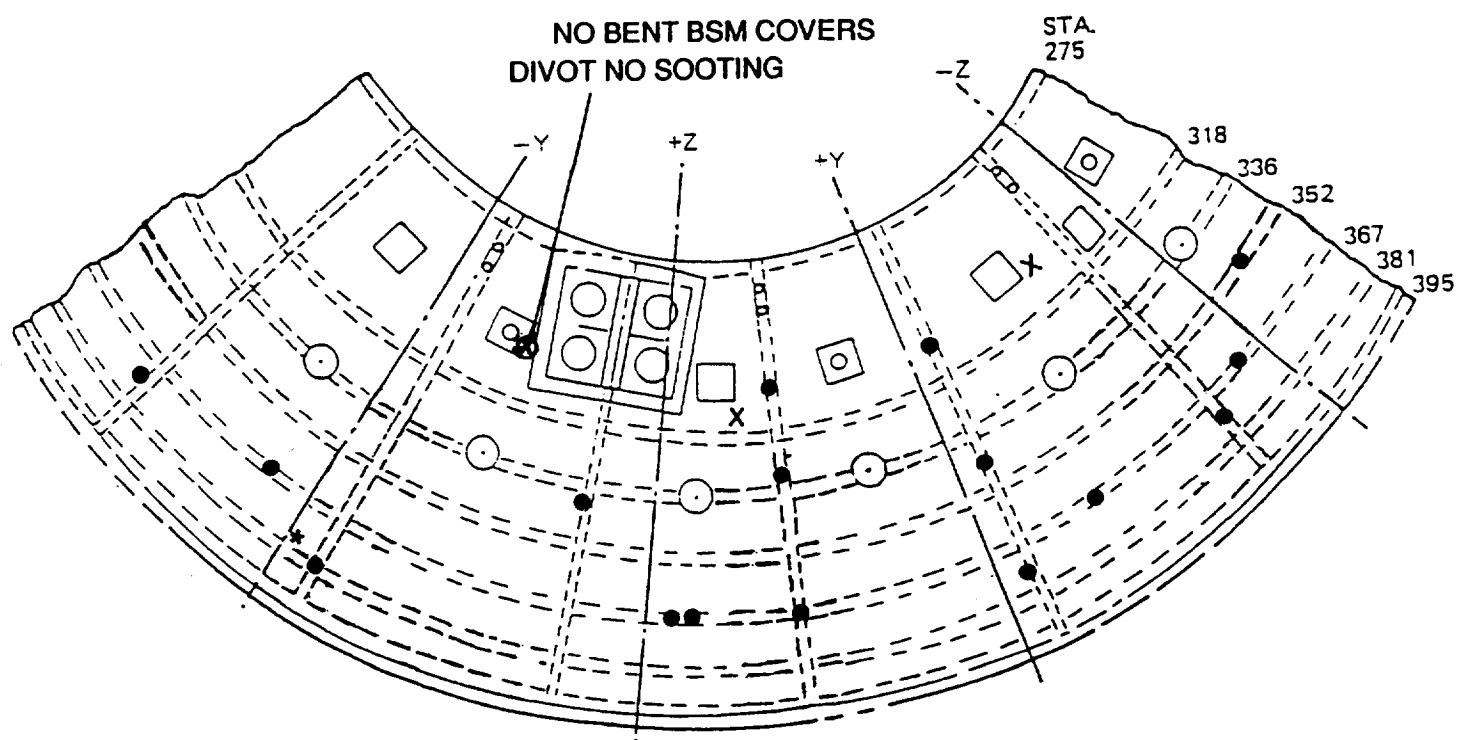 NO BENT BSM COVERS
DIVOT NO SOOTING
STA.
275
-Z
318
-Y
+Z
+Y
336
352
367
381
395
X
X
*